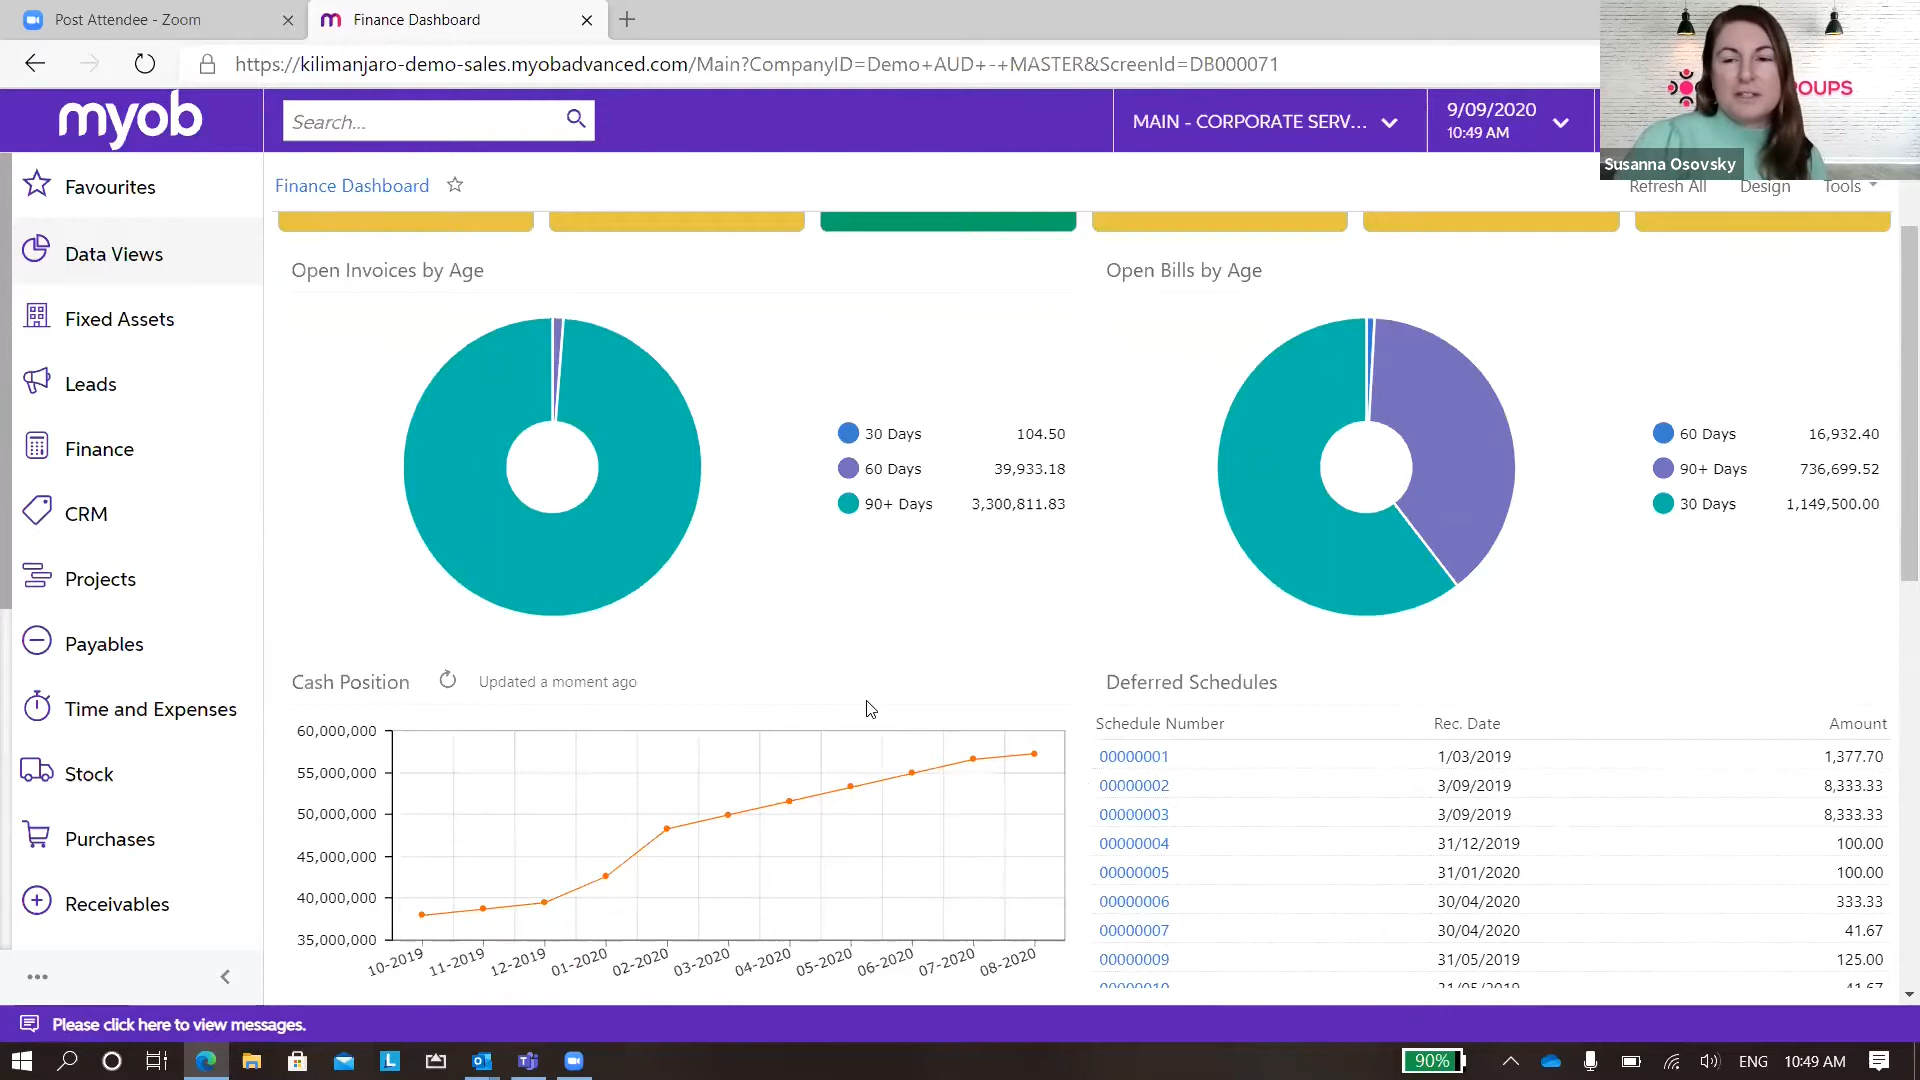 Post Attendee - Zoom
Finance Dashboard
https://kilimanjaro-demo-sales.myobadvanced.com/Main?CompanyID=Demo+AUD+-+MASTER&ScreenId=DB000071
OUPS
Susanna Osovsky
myob
Search...
MAIN - CORPORATE SERV...
9/09/2020
10:49 AM
Finance Dashboard
Refresh All
Design
Tools
Favourites
Data Views
Fixed Assets
Leads
Finance
CRM
Projects
Payables
Time and Expenses
Stock
Purchases
Receivables
Open Invoices by Age
30 Days 104.50
60 Days 39,933.18
90+ Days 3,300,811.83
Open Bills by Age
60 Days 16,932.40
90+ Days 736,699.52
30 Days 1,149,500.00
Cash Position
Updated a moment ago
60,000,000
55,000,000
50,000,000
45,000,000
40,000,000
35,000,000
10-2019 11-2019 12-2019 01-2020 02-2020 03-2020 04-2020 05-2020 06-2020 07-2020 08-2020
Deferred Schedules
Schedule Number Rec. Date Amount
00000001 1/03/2019 1,377.70
00000002 3/09/2019 8,333.33
00000003 3/09/2019 8,333.33
00000004 31/12/2019 100.00
00000005 31/01/2020 100.00
00000006 30/04/2020 333.33
00000007 30/04/2020 41.67
00000009 31/05/2019 125.00
00000010 31/05/2019 41.67
Please click here to view messages.
90%
ENG
10:49 AM